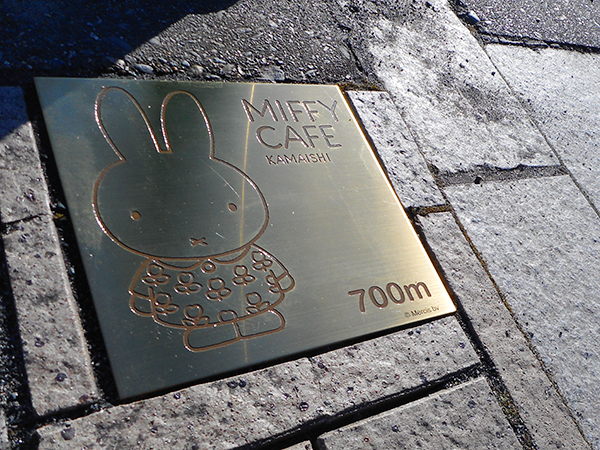 MIFFY
CAFE
KAMAISHI
700m
© Mercis bv